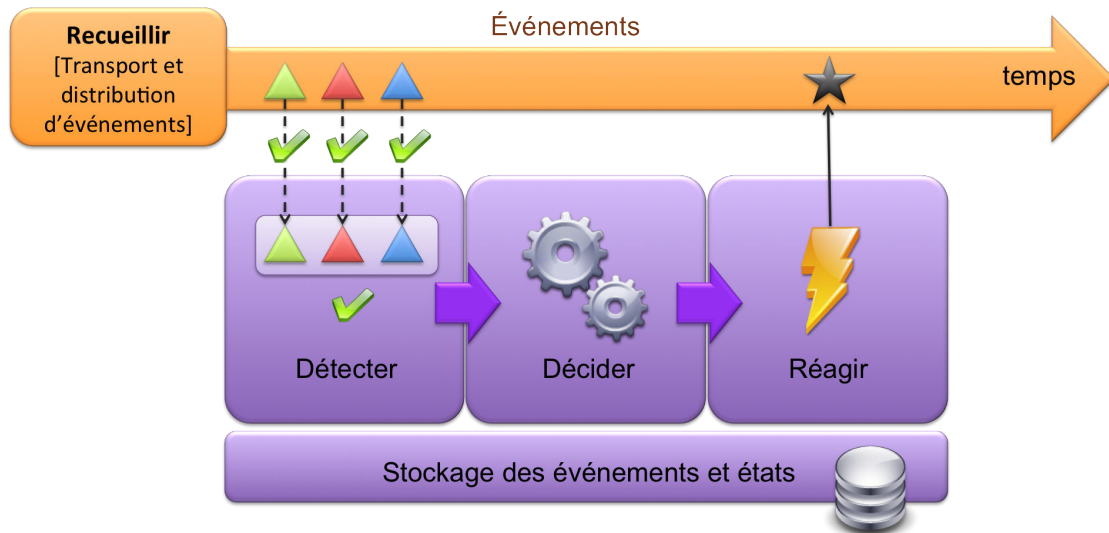 Événements
Recueillir
[Transport et
distribution
d’événements]
temps
Détecter
Décider
Réagir
Stockage des événements et états